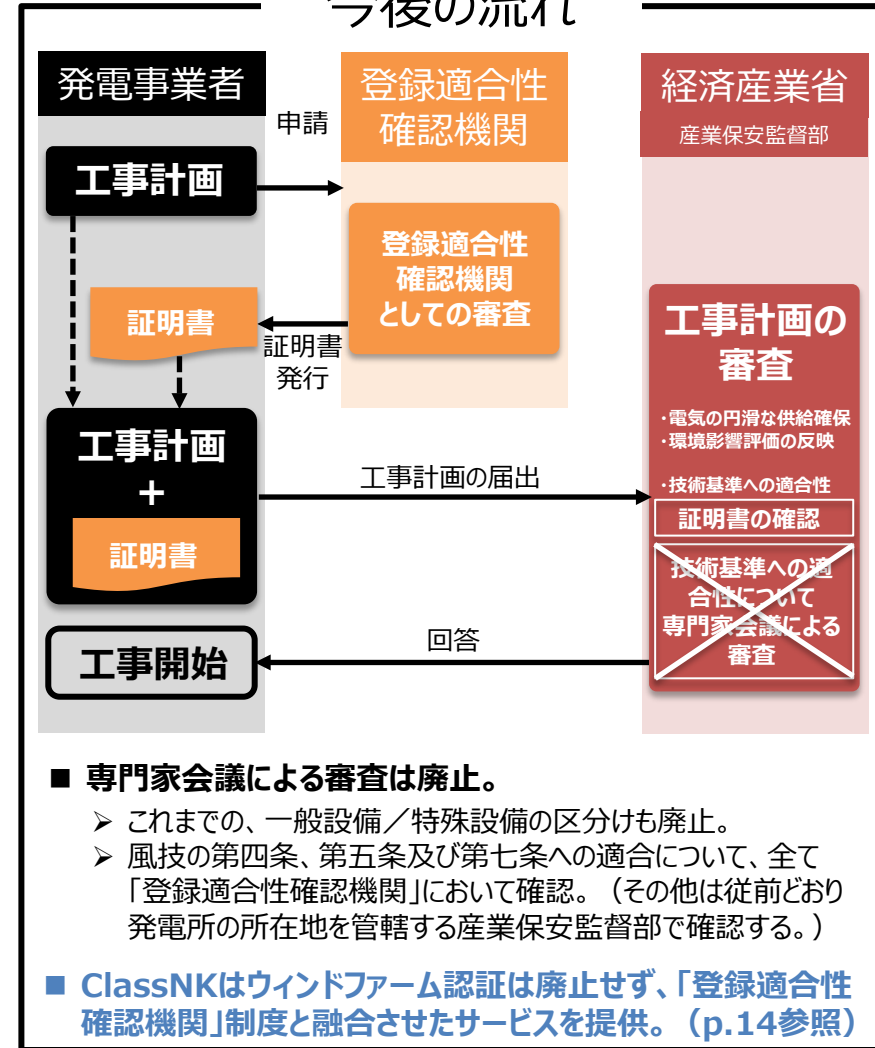 今後の流れ
発電事業者
登録適合性
確認機関
経済産業省
産業保安監督部
申請
工事計画
登録適合性
確認機関
としての審査
証明書
証明書
発行
工事計画の
審査
・電気の円滑な供給確保
・環境影響評価の反映
・技術基準への適合性
証明書の確認
技術基準への適
合性について
専門家会議による
審査
工事計画
+
証明書
工事計画の届出
回答
工事開始
■ 専門家会議による審査は廃止。
➢ これまでの、一般設備／特殊設備の区分けも廃止。
➢ 風技の第四条、第五条及び第七条への適合について、全て
「登録適合性確認機関」において確認。（その他は従前どおり
発電所の所在地を管轄する産業保安監督部で確認する。）
■ ClassNKはウィンドファーム認証は廃止せず、「登録適合性
確認機関」制度と融合させたサービスを提供。（p.14参照）